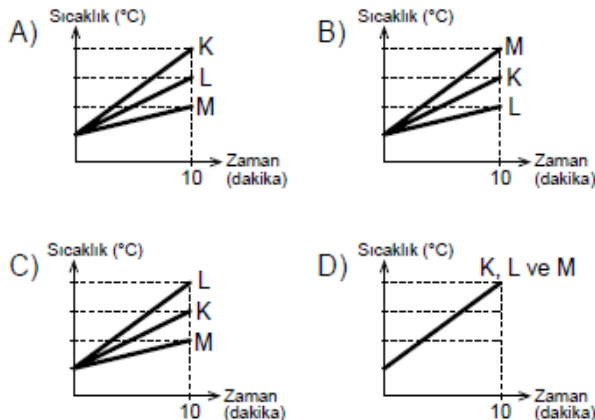 A)
Sıcaklık (°C)
K
L
M
10
Zaman
(dakika)
B)
Sıcaklık (°C)
M
K
L
10
Zaman
(dakika)
C)
Sıcaklık (°C)
L
K
M
10
Zaman
(dakika)
D)
Sıcaklık (°C)
K, L ve M
10
Zaman
(dakika)